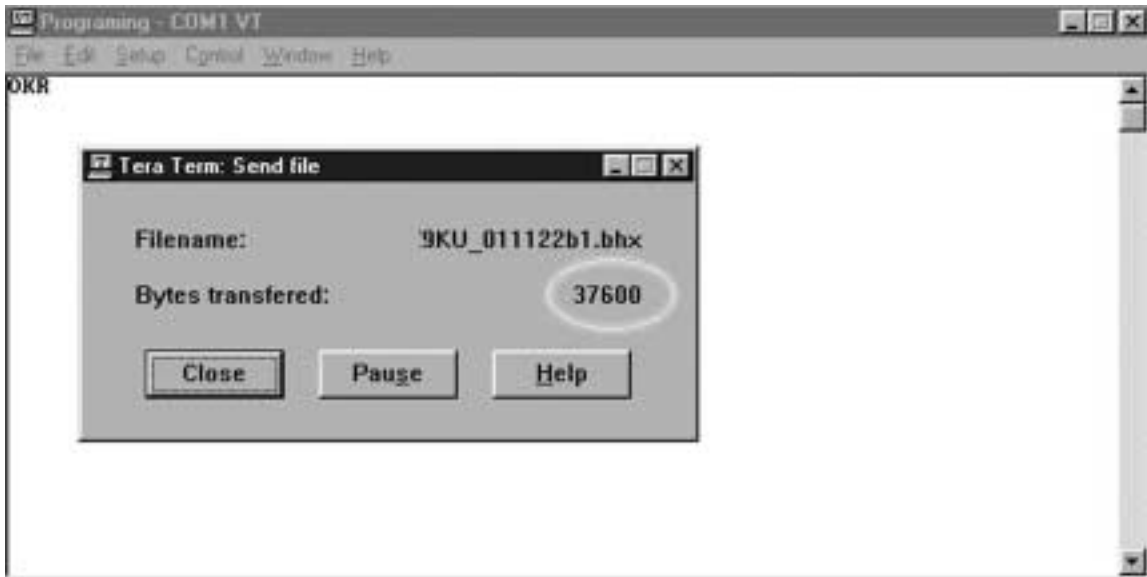 Programing - COM1 VT
File Edit Setup Control Window Help
OKR
Tera Term: Send file
Filename: 9KU_011122b1.bhx
Bytes transfered: 37600
Close Pause Help